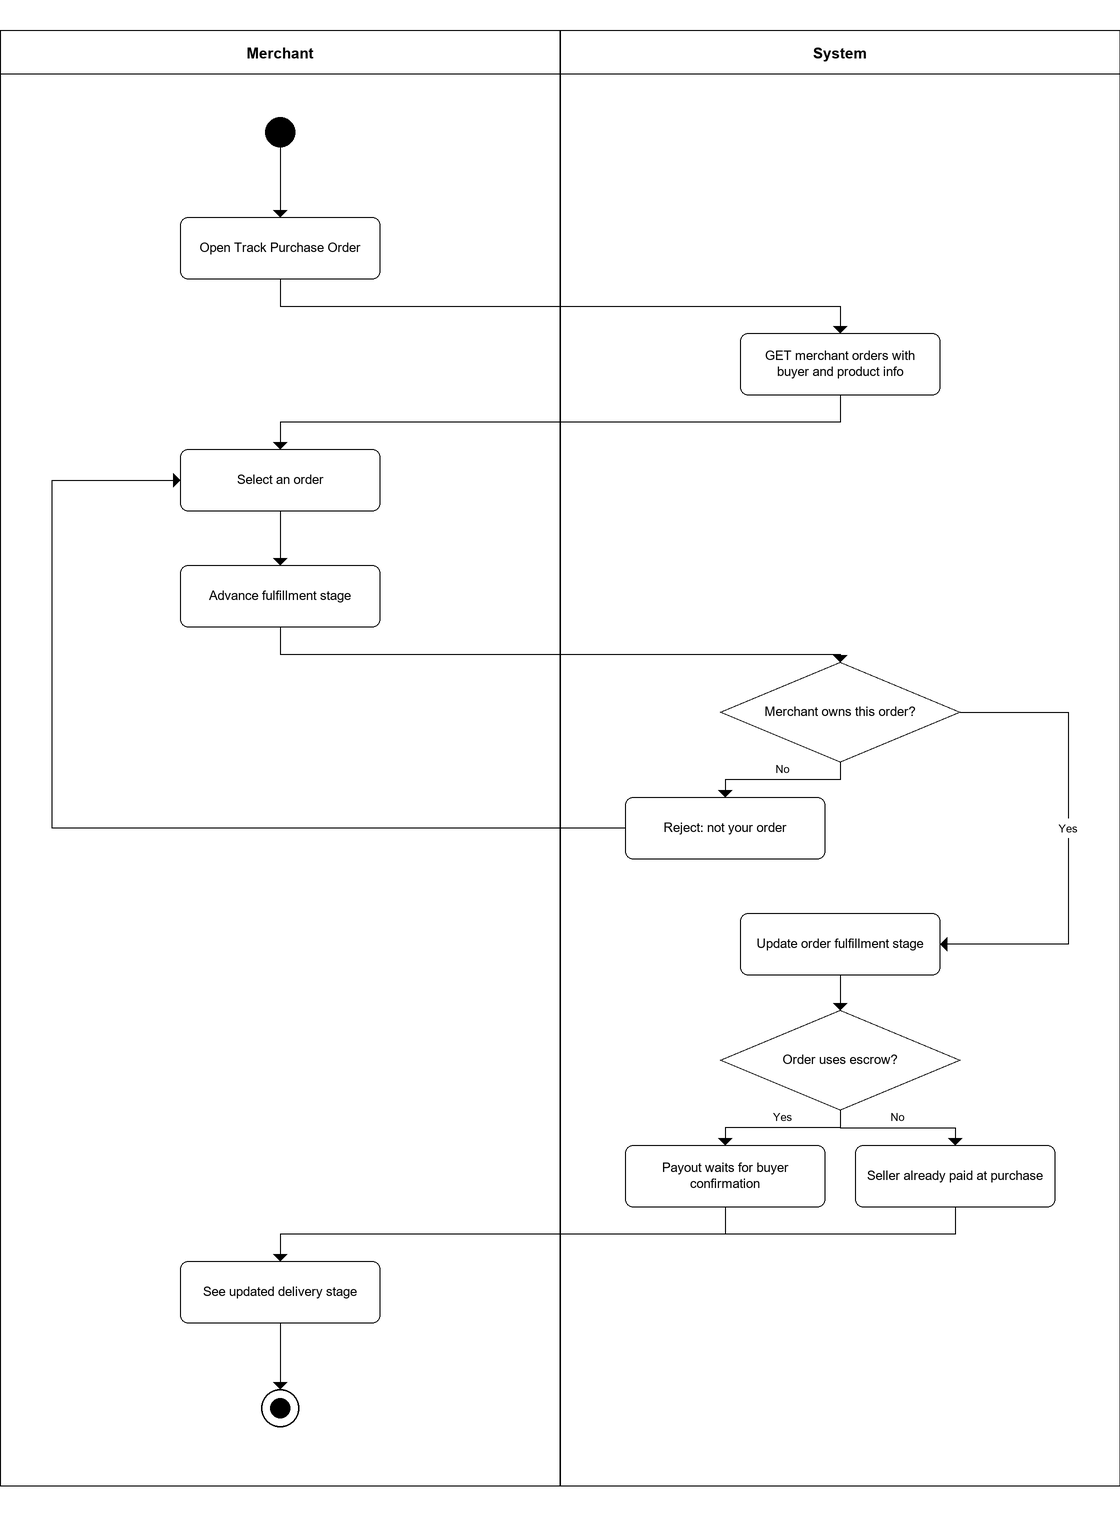 Merchant
System
Open Track Purchase Order
GET merchant orders with
buyer and product info
Select an order
Advance fulfillment stage
Merchant owns this order?
No
Reject: not your order
Yes
Update order fulfillment stage
Order uses escrow?
Yes
No
Payout waits for buyer
confirmation
Seller already paid at purchase
See updated delivery stage